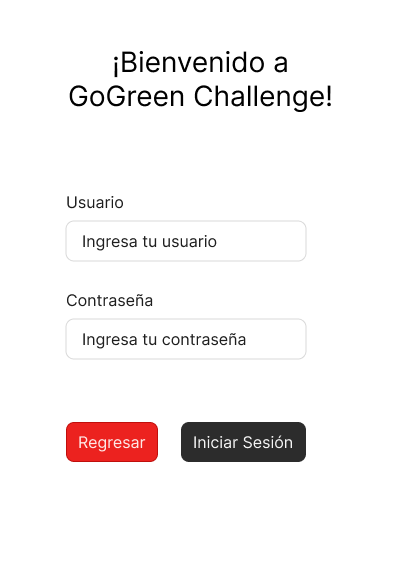 ¡Bienvenido a
GoGreen Challenge!
Usuario
Ingresa tu usuario
Contraseña
Ingresa tu contraseña
Regresar
Iniciar Sesión